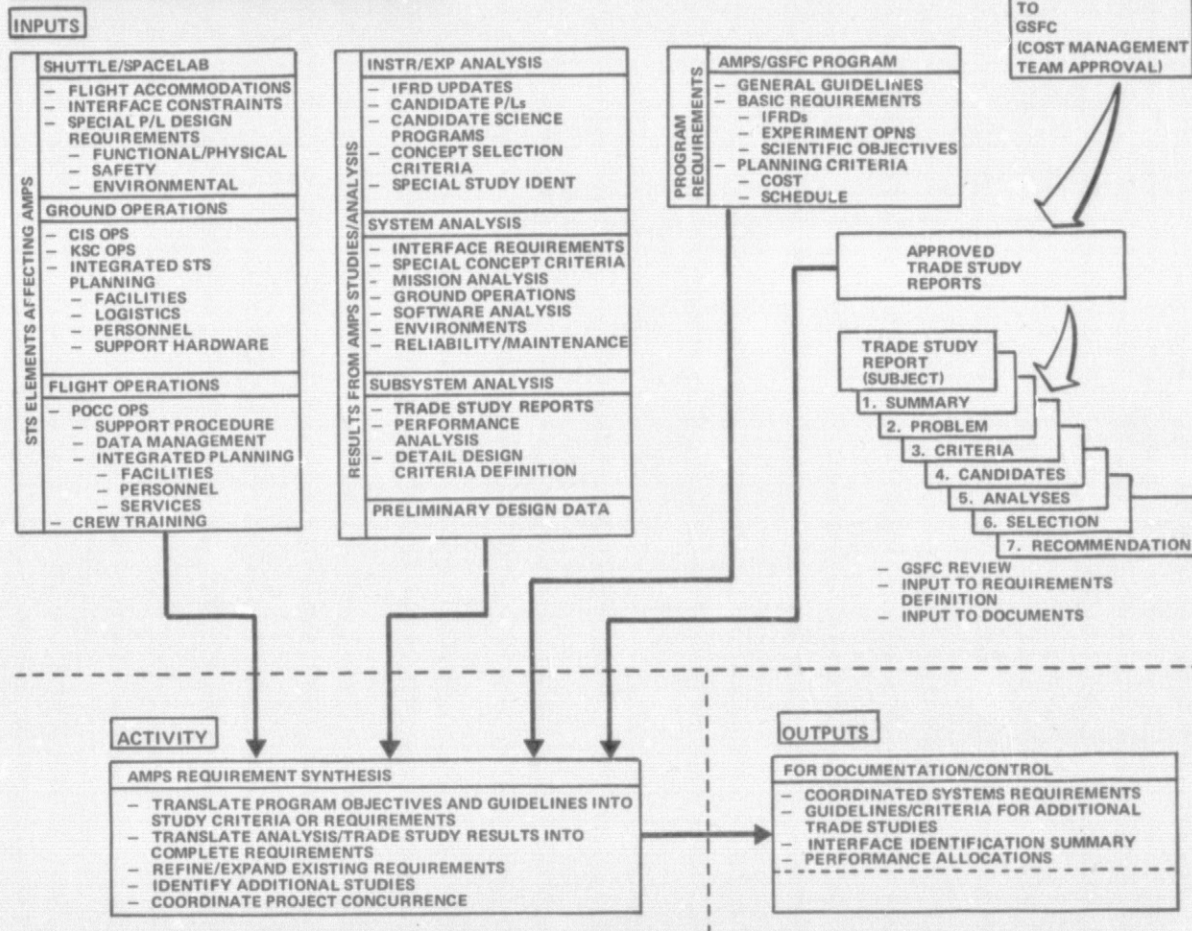 INPUTS
TO
GSFC
(COST MANAGEMENT
TEAM APPROVAL)
STS ELEMENTS AFFECTING AMPS
SHUTTLE/SPACELAB
– FLIGHT ACCOMMODATIONS
– INTERFACE CONSTRAINTS
– SPECIAL P/L DESIGN
REQUIREMENTS
– FUNCTIONAL/PHYSICAL
– SAFETY
– ENVIRONMENTAL
GROUND OPERATIONS
– CIS OPS
– KSC OPS
– INTEGRATED STS
PLANNING
– FACILITIES
– LOGISTICS
– PERSONNEL
– SUPPORT HARDWARE
FLIGHT OPERATIONS
– POCC OPS
– SUPPORT PROCEDURE
– DATA MANAGEMENT
– INTEGRATED PLANNING
– FACILITIES
– PERSONNEL
– SERVICES
– CREW TRAINING
RESULTS FROM AMPS STUDIES/ANALYSIS
INSTR/EXP ANALYSIS
– IFRD UPDATES
– CANDIDATE P/Ls
– CANDIDATE SCIENCE
PROGRAMS
– CONCEPT SELECTION
CRITERIA
– SPECIAL STUDY IDENT
SYSTEM ANALYSIS
– INTERFACE REQUIREMENTS
– SPECIAL CONCEPT CRITERIA
– MISSION ANALYSIS
– GROUND OPERATIONS
– SOFTWARE ANALYSIS
– ENVIRONMENTS
– RELIABILITY/MAINTENANCE
SUBSYSTEM ANALYSIS
– TRADE STUDY REPORTS
– PERFORMANCE
ANALYSIS
– DETAIL DESIGN
CRITERIA DEFINITION
PRELIMINARY DESIGN DATA
PROGRAM
REQUIREMENTS
AMPS/GSFC PROGRAM
– GENERAL GUIDELINES
– BASIC REQUIREMENTS
– IFRDs
– EXPERIMENT OPNS
– SCIENTIFIC OBJECTIVES
– PLANNING CRITERIA
– COST
– SCHEDULE
APPROVED
TRADE STUDY
REPORTS
TRADE STUDY
REPORT
(SUBJECT)
1. SUMMARY
2. PROBLEM
3. CRITERIA
4. CANDIDATES
5. ANALYSES
6. SELECTION
7. RECOMMENDATION
– GSFC REVIEW
– INPUT TO REQUIREMENTS
DEFINITION
– INPUT TO DOCUMENTS
ACTIVITY
AMPS REQUIREMENT SYNTHESIS
– TRANSLATE PROGRAM OBJECTIVES AND GUIDELINES INTO
STUDY CRITERIA OR REQUIREMENTS
– TRANSLATE ANALYSIS/TRADE STUDY RESULTS INTO
COMPLETE REQUIREMENTS
– REFINE/EXPAND EXISTING REQUIREMENTS
– IDENTIFY ADDITIONAL STUDIES
– COORDINATE PROJECT CONCURRENCE
OUTPUTS
FOR DOCUMENTATION/CONTROL
– COORDINATED SYSTEMS REQUIREMENTS
– GUIDELINES/CRITERIA FOR ADDITIONAL
TRADE STUDIES
– INTERFACE IDENTIFICATION SUMMARY
– PERFORMANCE ALLOCATIONS